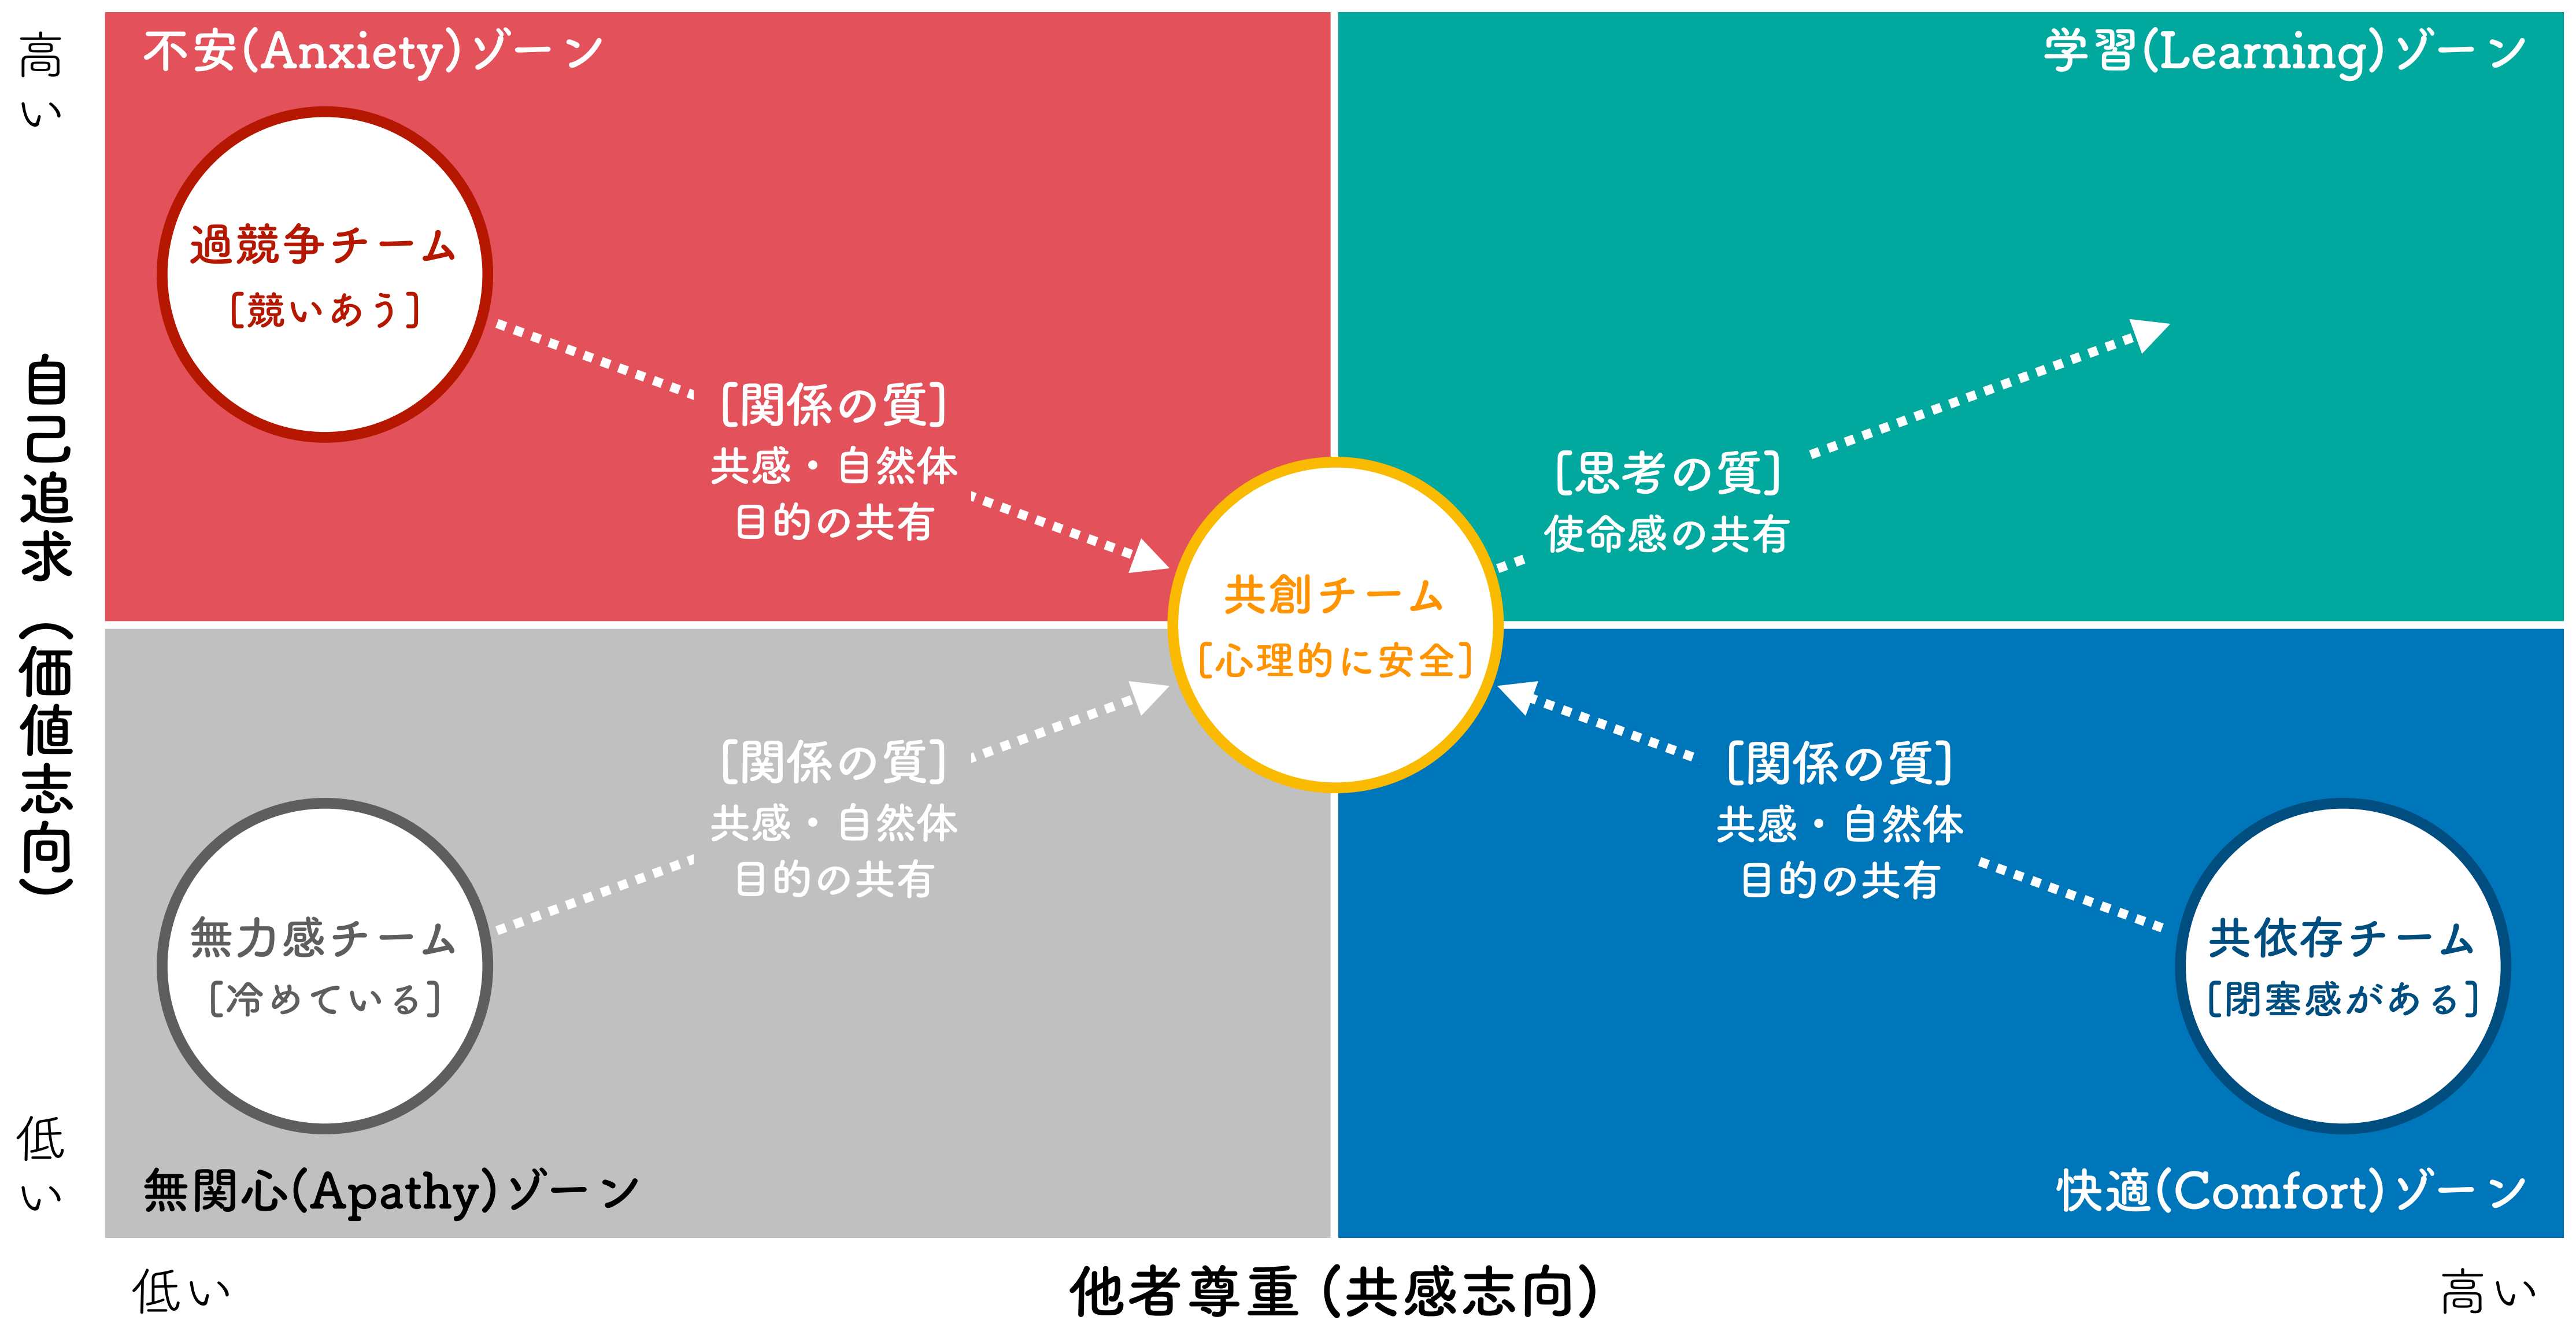 高い
不安(Anxiety)ゾーン
学習(Learning)ゾーン
過競争チーム
[競いあう]
[関係の質]
共感・自然体
目的の共有
[思考の質]
使命感の共有
自己追求(価値志向)
共創チーム
[心理的に安全]
[関係の質]
共感・自然体
目的の共有
[関係の質]
共感・自然体
目的の共有
無力感チーム
[冷めている]
共依存チーム
[閉塞感がある]
低い
無関心(Apathy)ゾーン
快適(Comfort)ゾーン
低い
他者尊重(共感志向)
高い